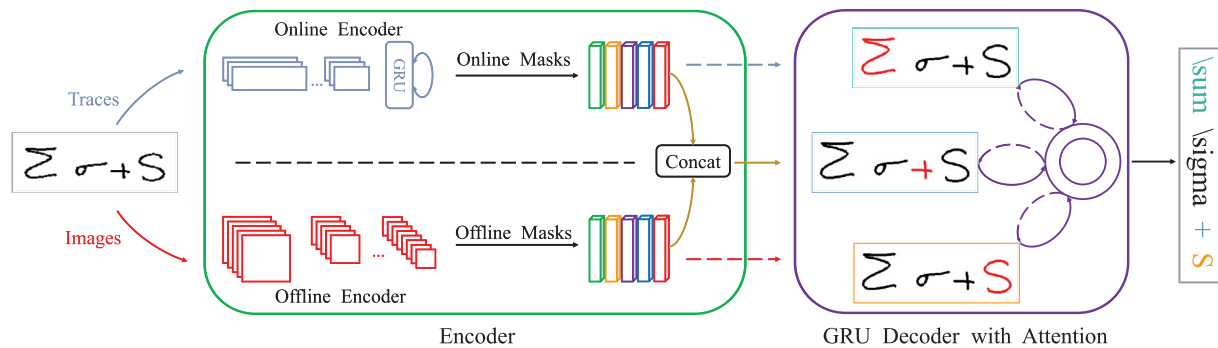 Online Encoder
GRU
Online Masks
Traces
Σ σ + S
Images
Offline Encoder
Offline Masks
Concat
Encoder
Σ σ + S
Σ σ + S
Σ σ + S
GRU Decoder with Attention
\sum \sigma + S